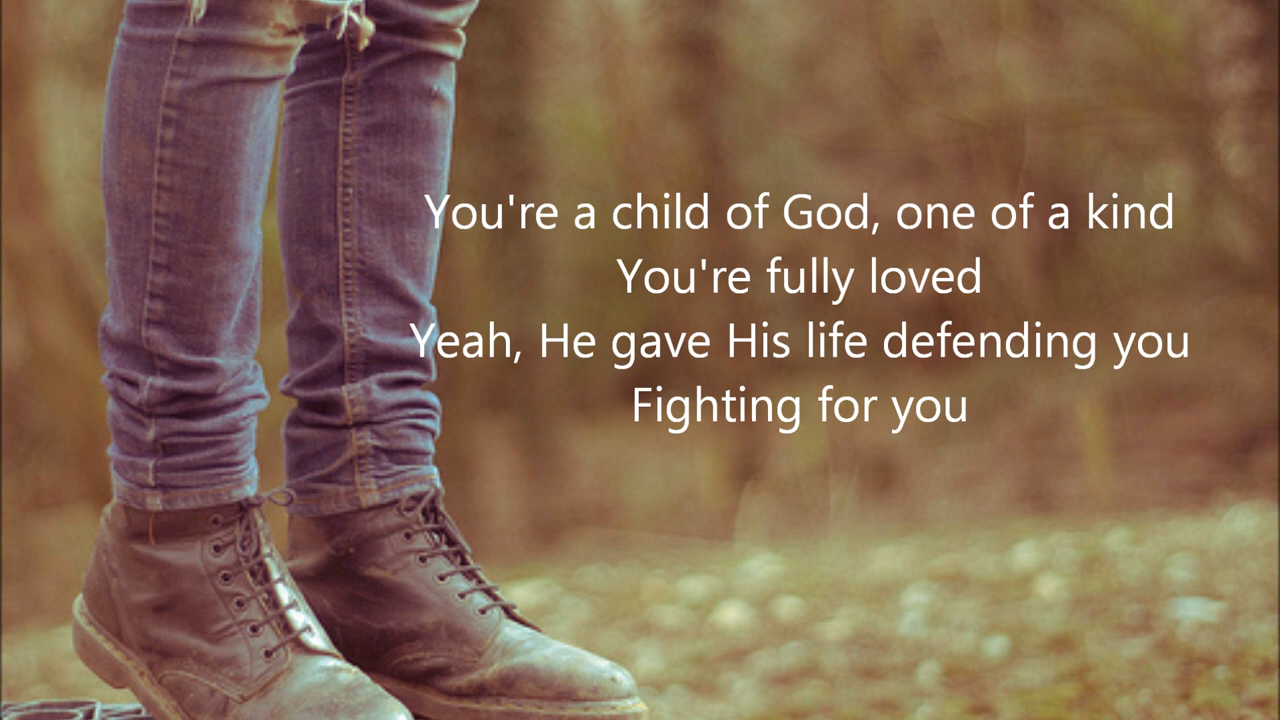 You're a child of God, one of a kind
You're fully loved
Yeah, He gave His life defending you
Fighting for you